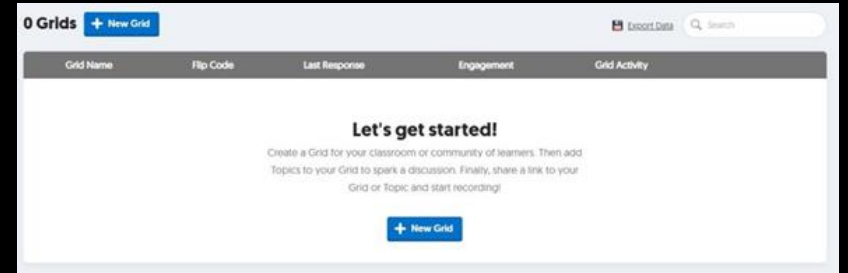 0 Grids + New Grid Export Data Search
Grid Name Flip Code Last Response Engagement Grid Activity
Let's get started!
Create a Grid for your classroom or community of learners. Then add
Topics to your Grid to spark a discussion. Finally, share a link to your
Grid or Topic and start recording!
+ New Grid